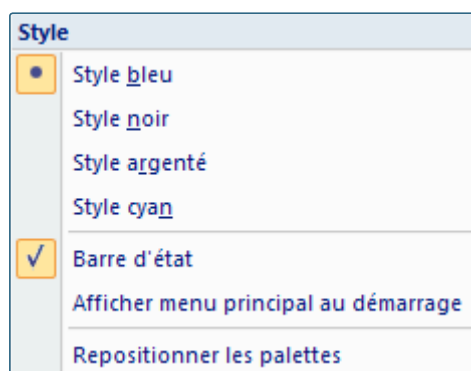 Style
Style bleu
Style noir
Style argenté
Style cyan
Barre d'état
Afficher menu principal au démarrage
Repositionner les palettes